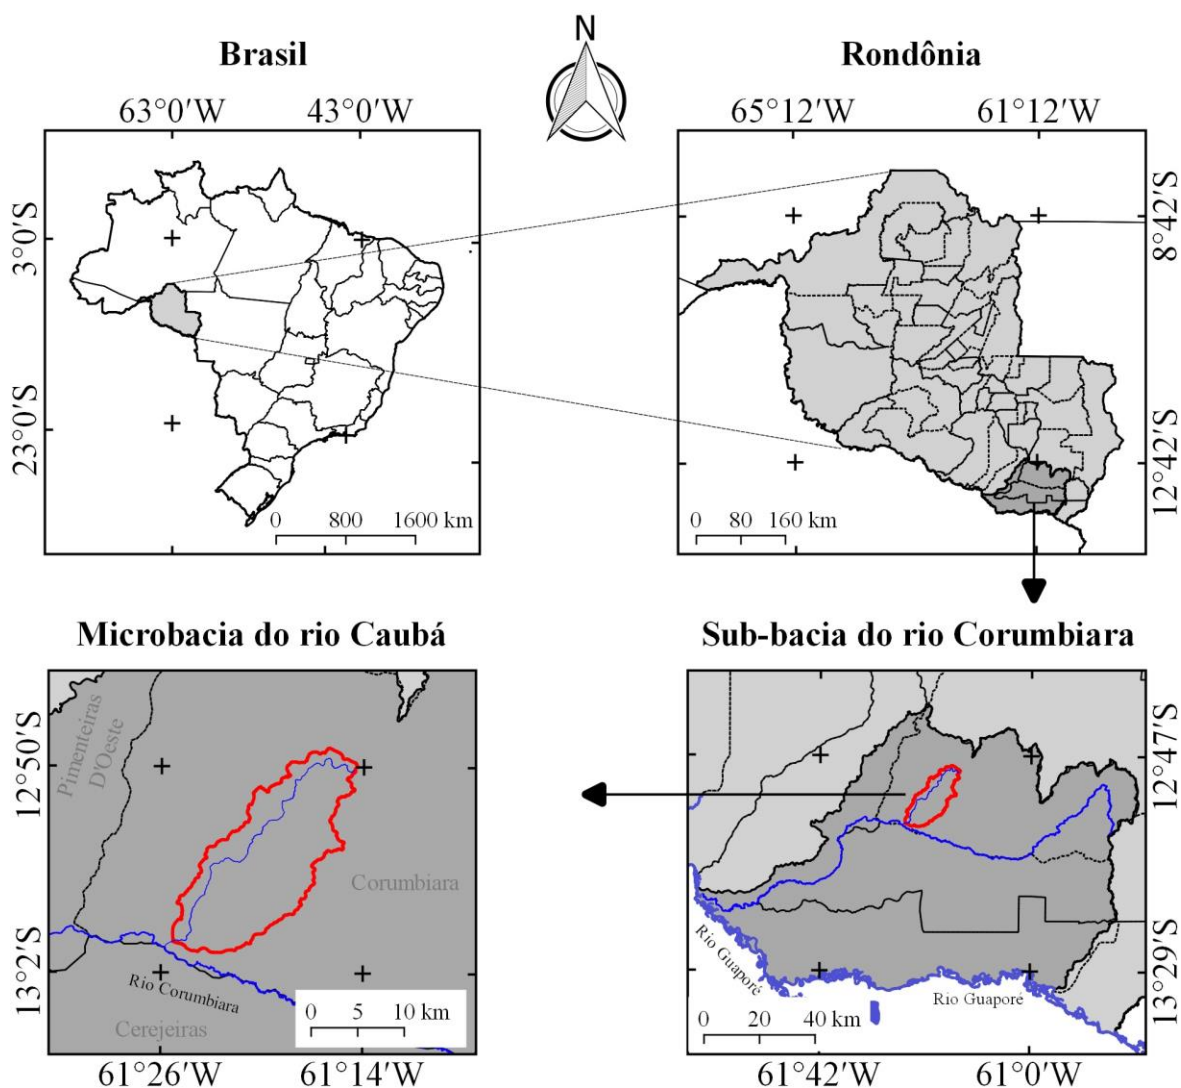 N
Brasil
63°0′W 43°0′W
3°0′S
23°0′S
0 800 1600 km
Rondônia
65°12′W 61°12′W
8°42′S
12°42′S
0 80 160 km
Microbacia do rio Caubá
Pimenteiras
D'Oeste
12°50′S
Corumbiara
13°2′S
Rio Corumbiara
Cerejeiras
0 5 10 km
61°26′W 61°14′W
Sub-bacia do rio Corumbiara
12°47′S
13°29′S
Rio Guaporé
Rio Guaporé
0 20 40 km
61°42′W 61°0′W